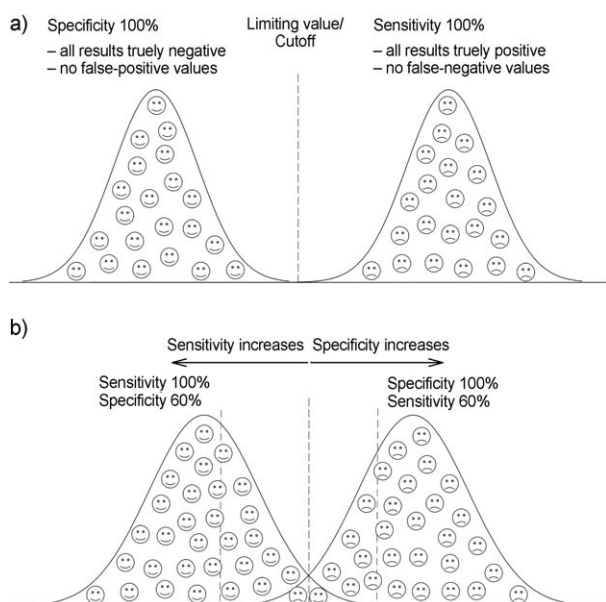 a)
Specificity 100%
– all results truely negative
– no false-positive values
Limiting value/
Cutoff
Sensitivity 100%
– all results truely positive
– no false-negative values
b)
Sensitivity increases
Specificity increases
Sensitivity 100%
Specificity 60%
Specificity 100%
Sensitivity 60%